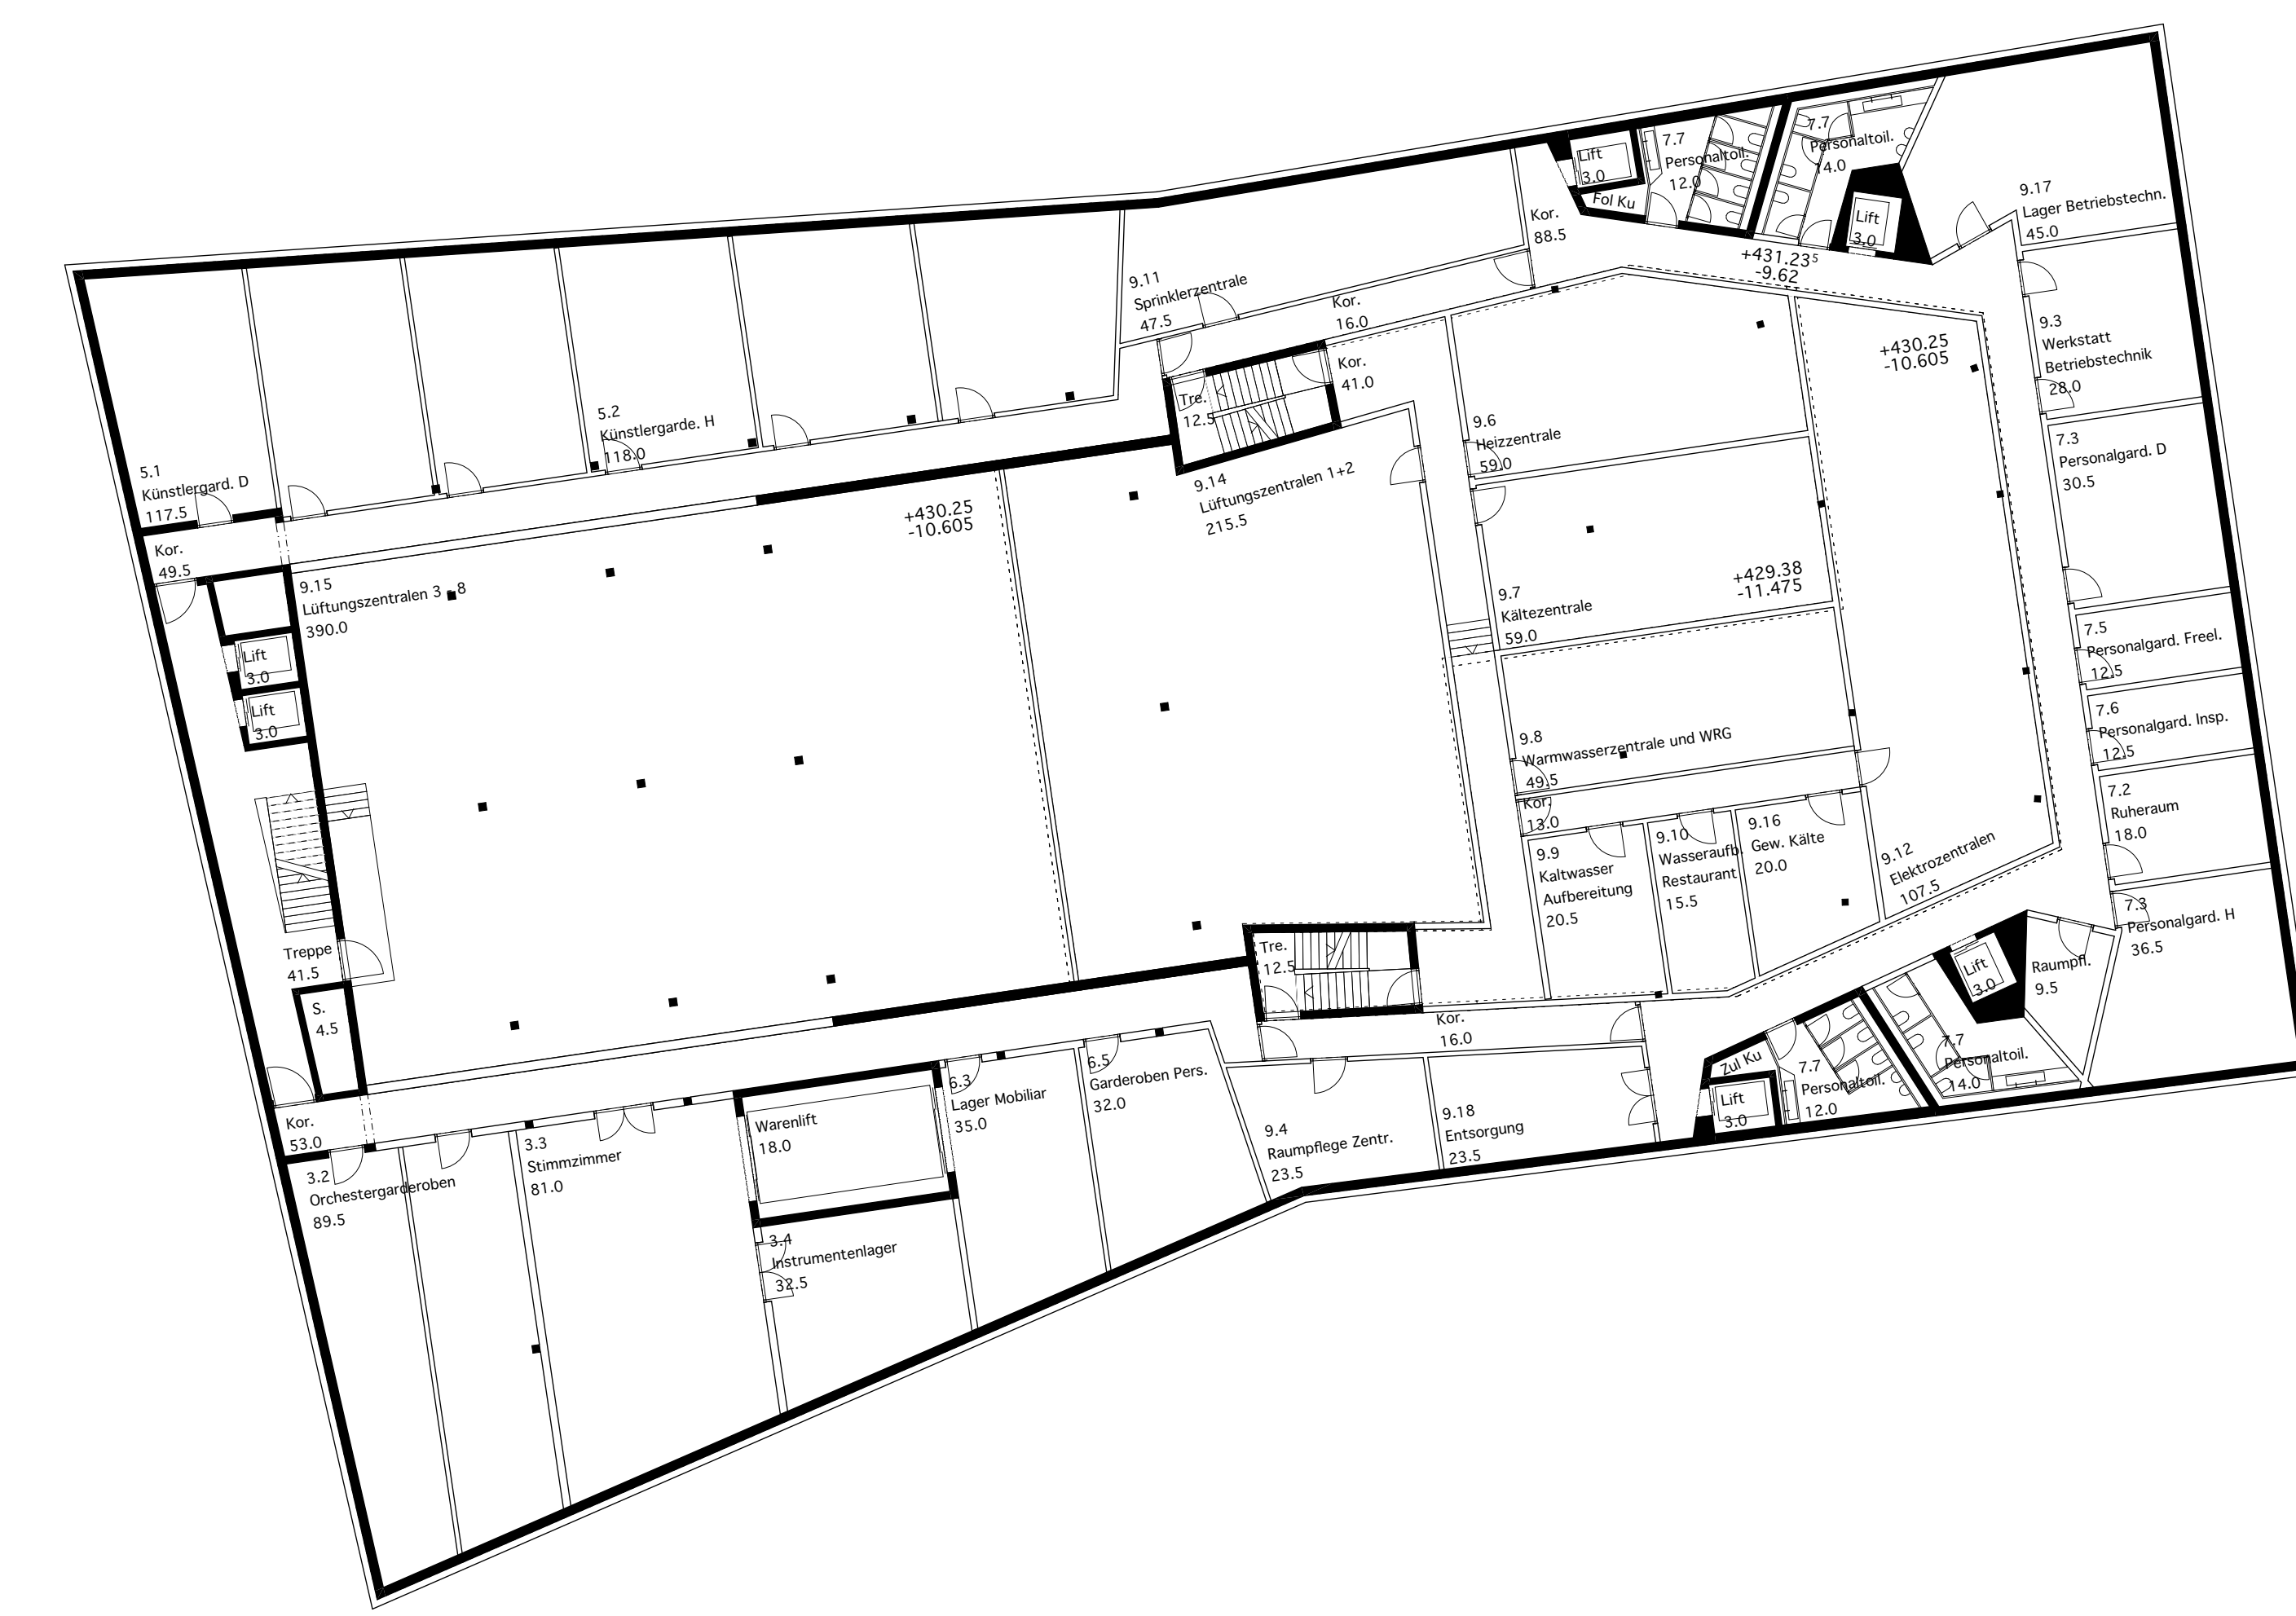 Lift
3.0
Fol Ku
7.7
Personaltoil.
12.0
7.7
Personaltoil.
14.0
Lift
3.0
9.17
Lager Betriebstechn.
45.0
Kor.
88.5
+431.235
-9.62
9.11
Sprinklerzentrale
47.5
Kor.
16.0
Kor.
41.0
Tre.
12.5
+430.25
-10.605
9.3
Werkstatt
Betriebstechnik
28.0
5.1
Künstlergard. D
117.5
5.2
Künstlergarde. H
118.0
9.6
Heizzentrale
59.0
7.3
Personalgard. D
30.5
9.14
Lüftungszentralen 1+2
215.5
+430.25
-10.605
Kor.
49.5
9.15
Lüftungszentralen 3 - 8
390.0
9.7
Kältezentrale
59.0
+429.38
-11.475
7.5
Personalgard. Freel.
12.5
Lift
3.0
Lift
3.0
7.6
Personalgard. Insp.
12.5
9.8
Warmwasserzentrale und WRG
49.5
Kor.
13.0
7.2
Ruheraum
18.0
9.9
Kaltwasser
Aufbereitung
20.5
9.10
Wasseraufb.
Restaurant
15.5
9.16
Gew. Kälte
20.0
9.12
Elektrozentralen
107.5
7.3
Personalgard. H
36.5
Treppe
41.5
S.
4.5
Tre.
12.5
Lift
3.0
Raumpfl.
9.5
Kor.
16.0
Zul Ku
7.7
Personaltoil.
12.0
7.7
Personaltoil.
14.0
Lift
3.0
Kor.
53.0
3.2
Orchestergarderoben
89.5
3.3
Stimmzimmer
81.0
Warenlift
18.0
6.3
Lager Mobiliar
35.0
6.5
Garderoben Pers.
32.0
9.4
Raumpflege Zentr.
23.5
9.18
Entsorgung
23.5
3.4
Instrumentenlager
32.5